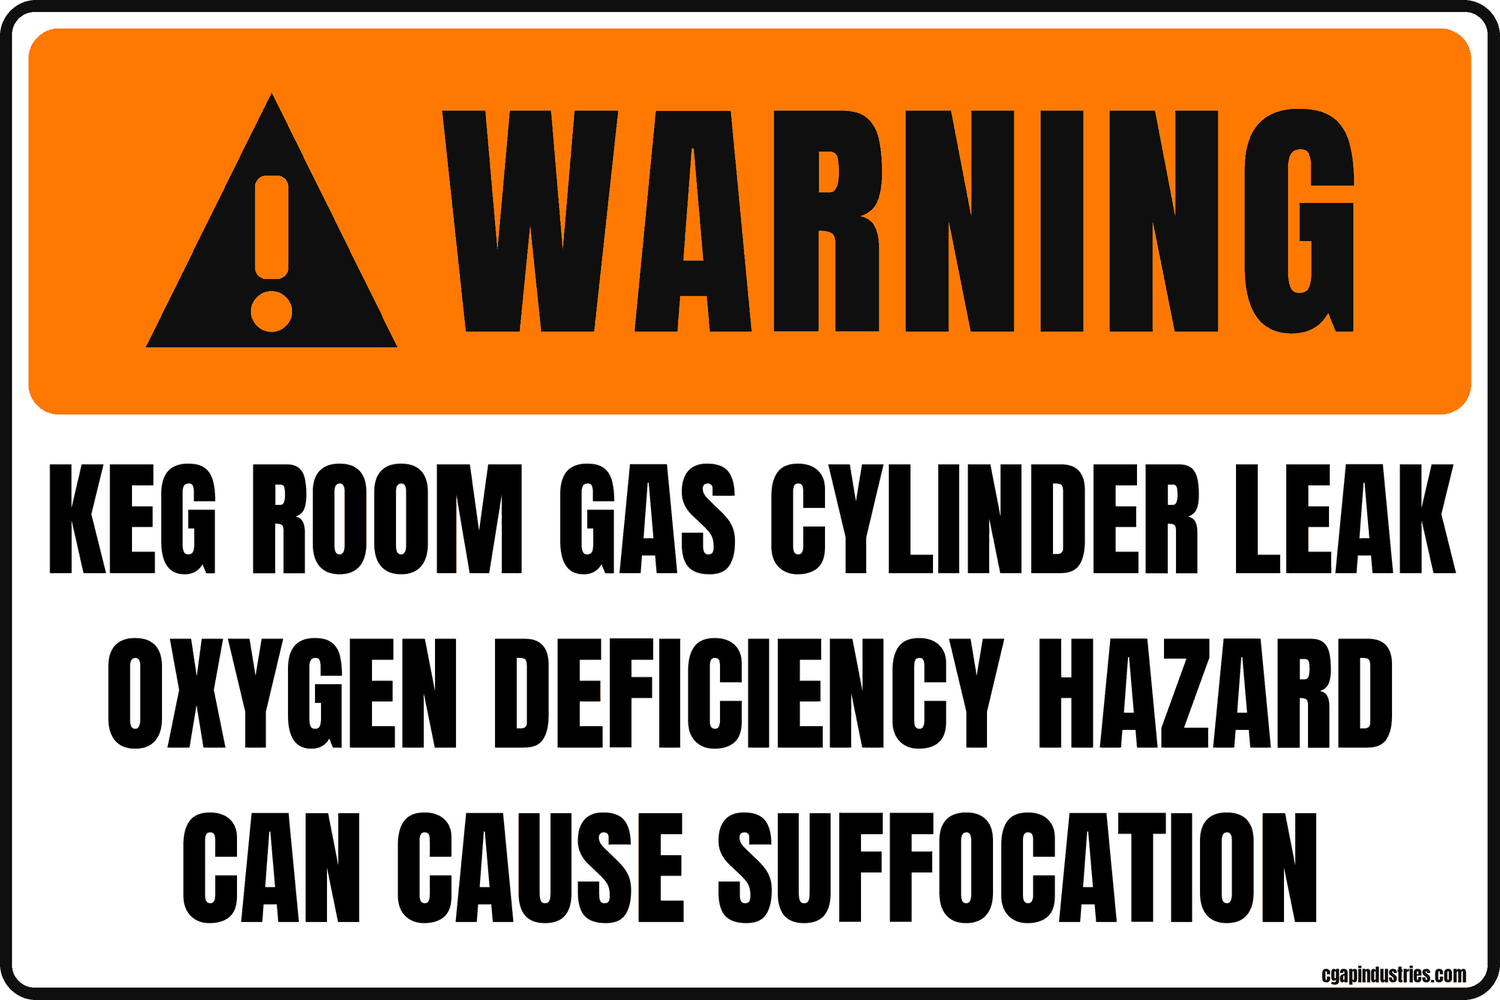 WARNING
KEG ROOM GAS CYLINDER LEAK
OXYGEN DEFICIENCY HAZARD
CAN CAUSE SUFFOCATION
cgapindustries.com